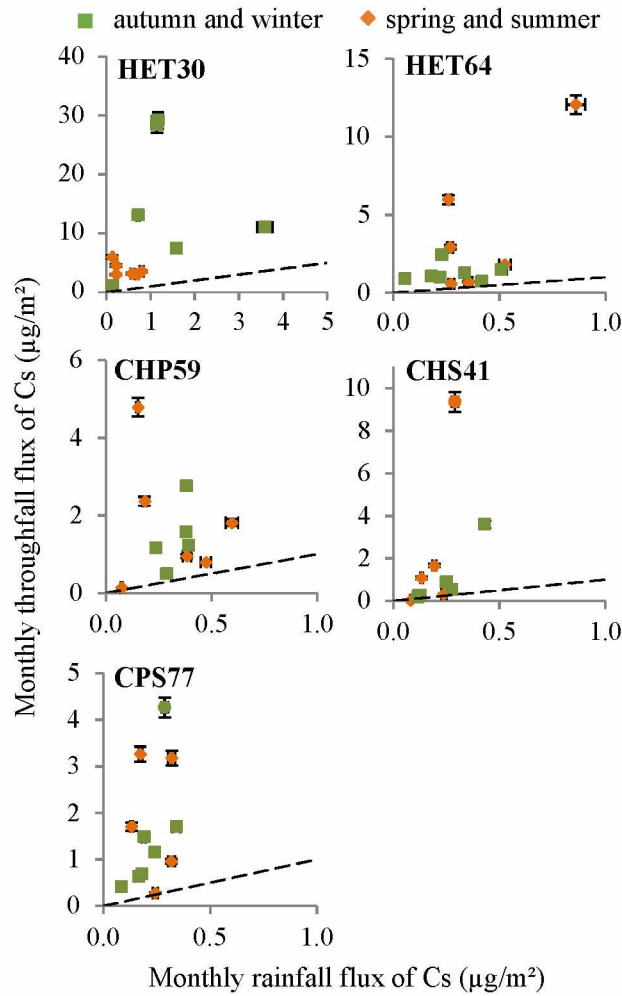 autumn and winter spring and summer
HET30
40
30
20
10
0
0 1 2 3 4 5
HET64
15
10
5
0
0.0 0.5 1.0
CHP59
6
4
2
0
0.0 0.5 1.0
CHS41
10
8
6
4
2
0
0.0 0.5 1.0
CPS77
5
4
3
2
1
0
0.0 0.5 1.0
Monthly throughfall flux of Cs (µg/m²)
Monthly rainfall flux of Cs (µg/m²)